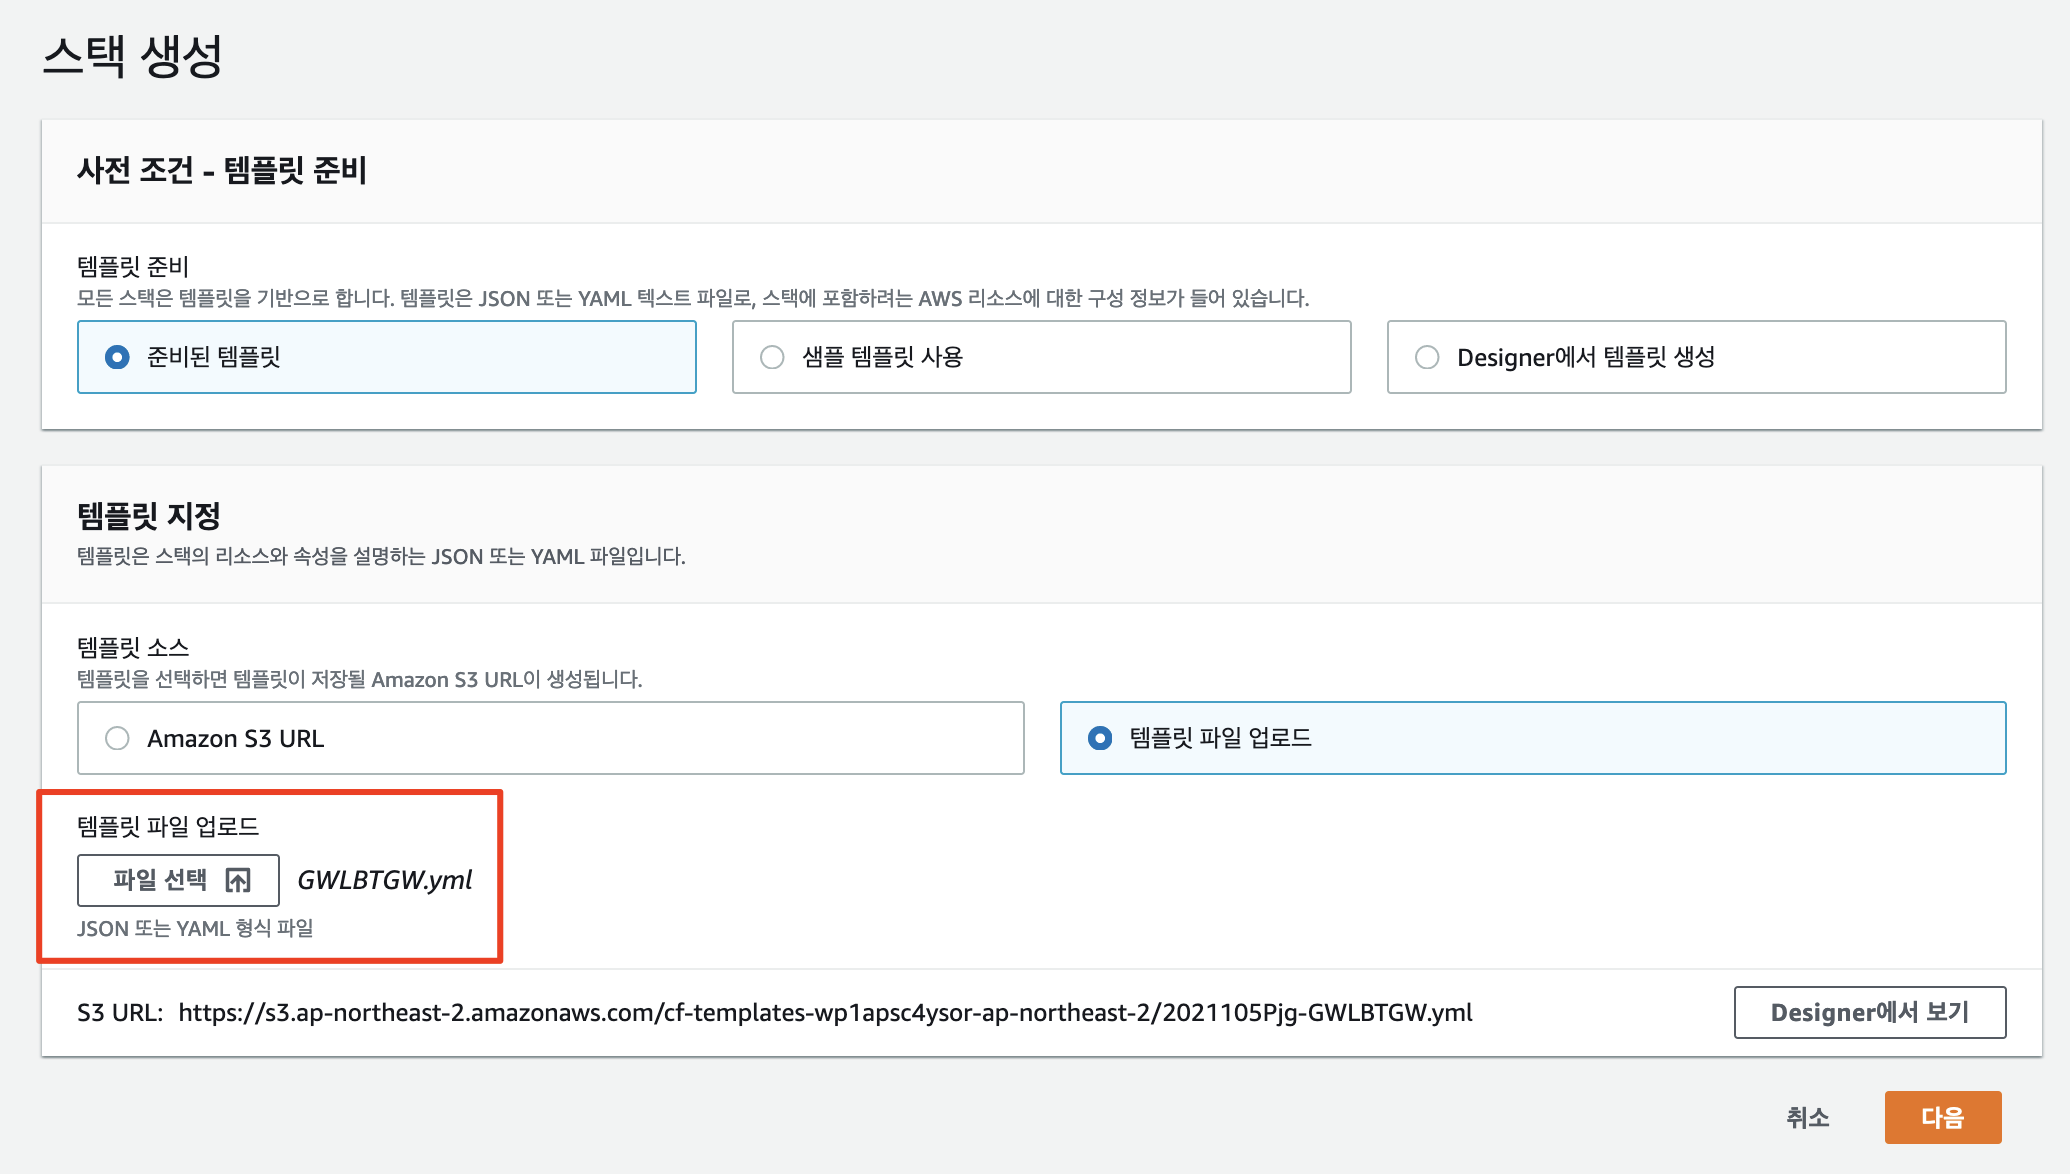 스택 생성
사전 조건 - 템플릿 준비
템플릿 준비
모든 스택은 템플릿을 기반으로 합니다. 템플릿은 JSON 또는 YAML 텍스트 파일로, 스택에 포함하려는 AWS 리소스에 대한 구성 정보가 들어 있습니다.
준비된 템플릿
샘플 템플릿 사용
Designer에서 템플릿 생성
템플릿 지정
템플릿은 스택의 리소스와 속성을 설명하는 JSON 또는 YAML 파일입니다.
템플릿 소스
템플릿을 선택하면 템플릿이 저장될 Amazon S3 URL이 생성됩니다.
Amazon S3 URL
템플릿 파일 업로드
템플릿 파일 업로드
파일 선택
GWLBTGW.yml
JSON 또는 YAML 형식 파일
S3 URL: https://s3.ap-northeast-2.amazonaws.com/cf-templates-wp1apsc4ysor-ap-northeast-2/2021105Pjg-GWLBTGW.yml
Designer에서 보기
취소
다음